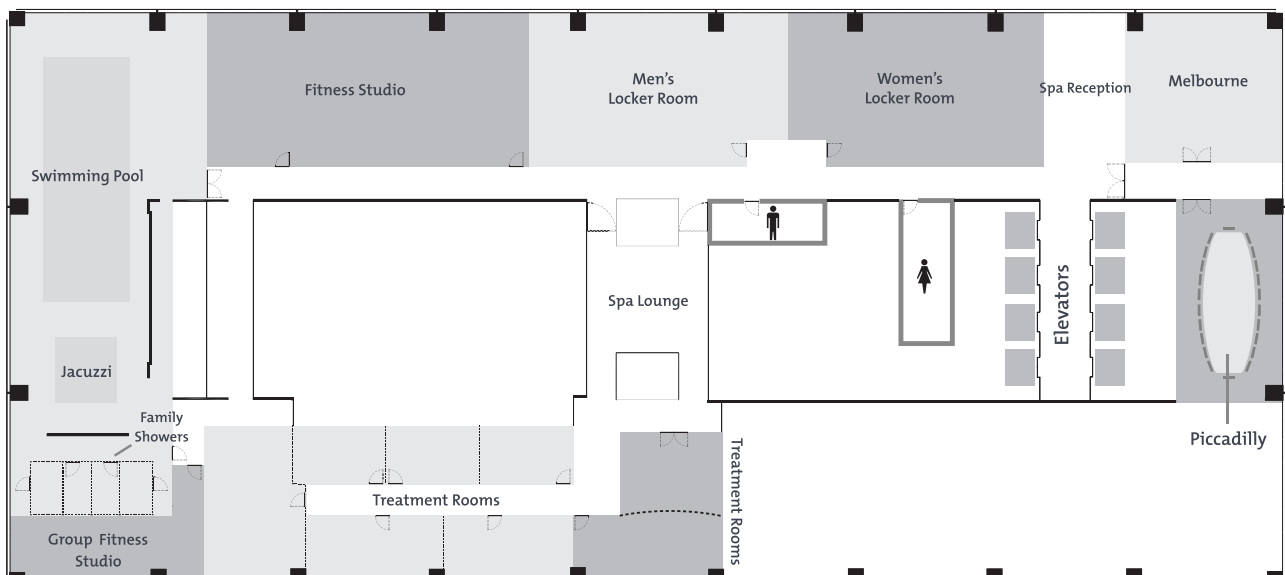 Fitness Studio
Men's
Locker Room
Women's
Locker Room
Spa Reception
Melbourne
Swimming Pool
Spa Lounge
Elevators
Jacuzzi
Family
Showers
Piccadilly
Treatment Rooms
Treatment Rooms
Group Fitness
Studio